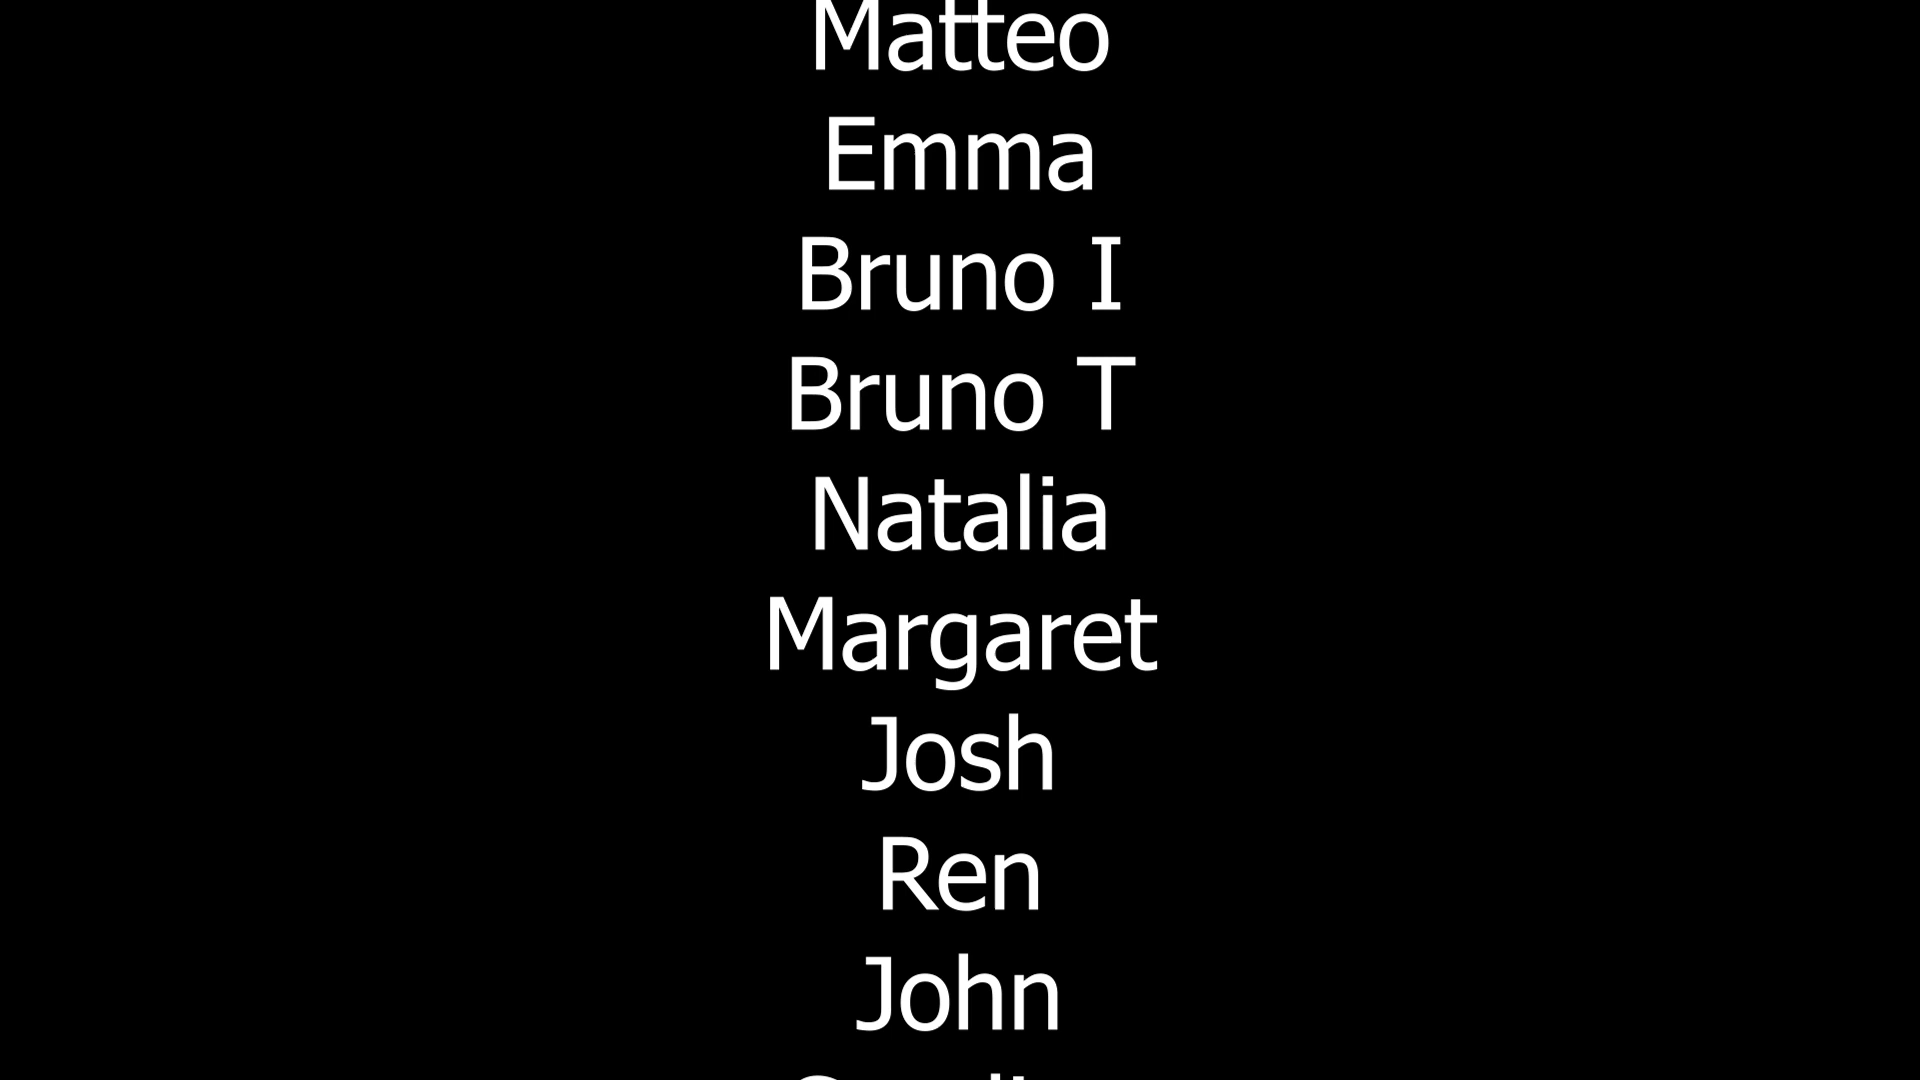 Matteo
Emma
Bruno I
Bruno T
Natalia
Margaret
Josh
Ren
John